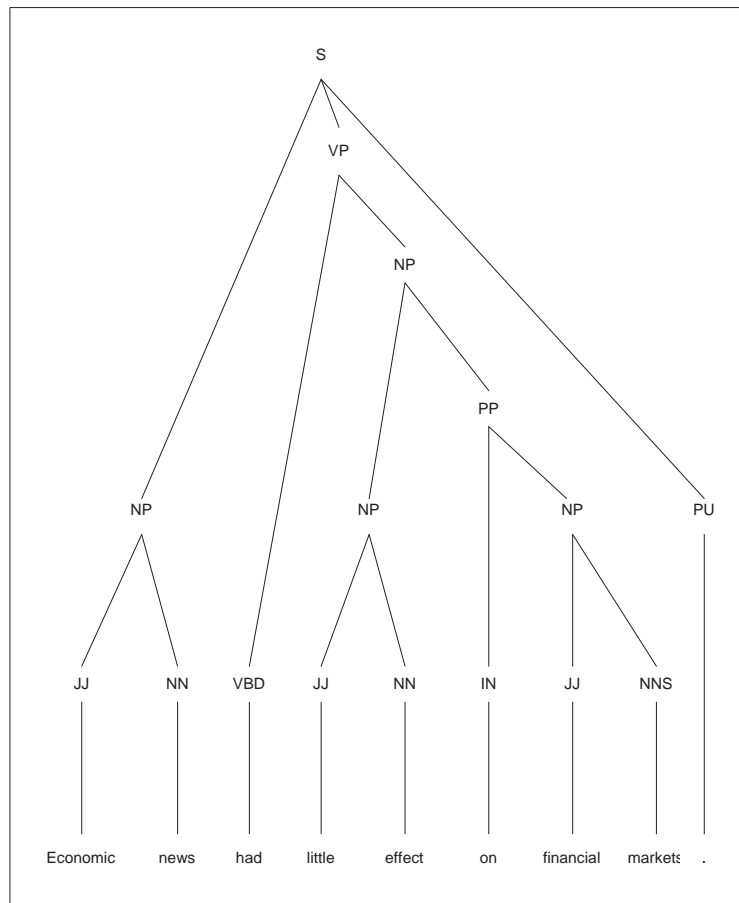 S
VP
NP
PP
NP NP NP PU
JJ NN VBD JJ NN IN JJ NNS
Economic news had little effect on financial markets .